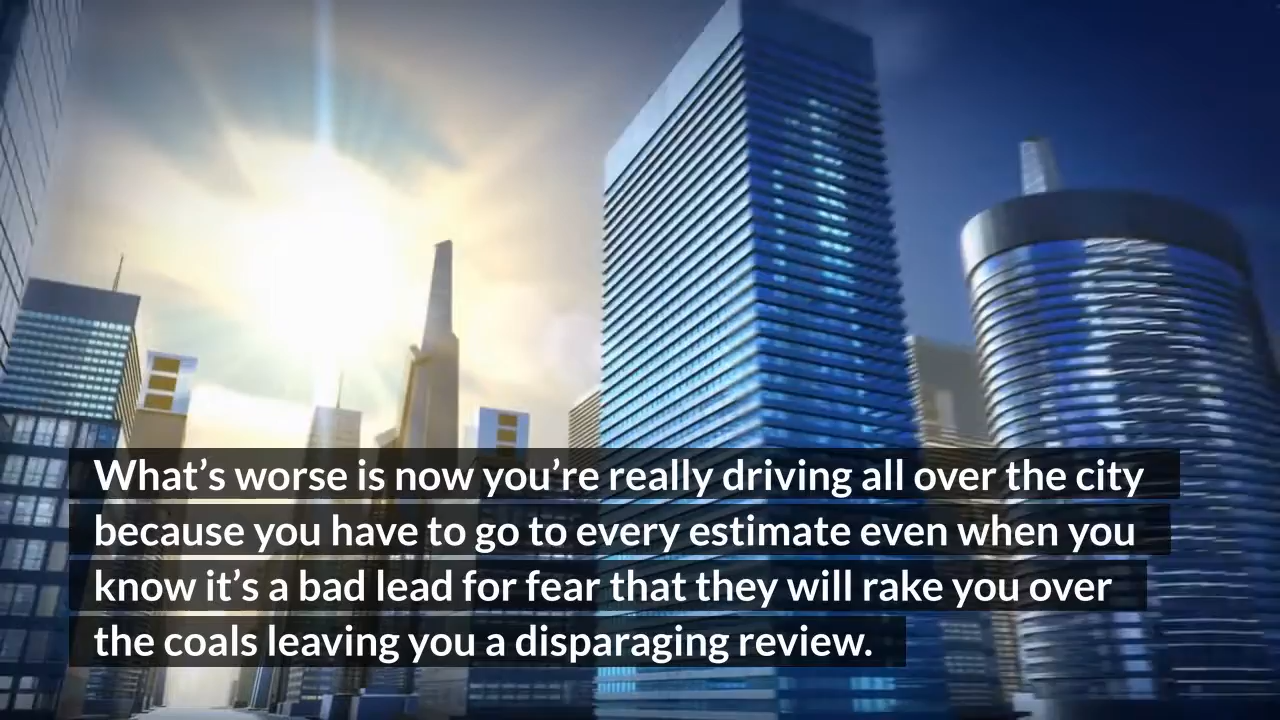 What’s worse is now you’re really driving all over the city
because you have to go to every estimate even when you
know it’s a bad lead for fear that they will rake you over
the coals leaving you a disparaging review.